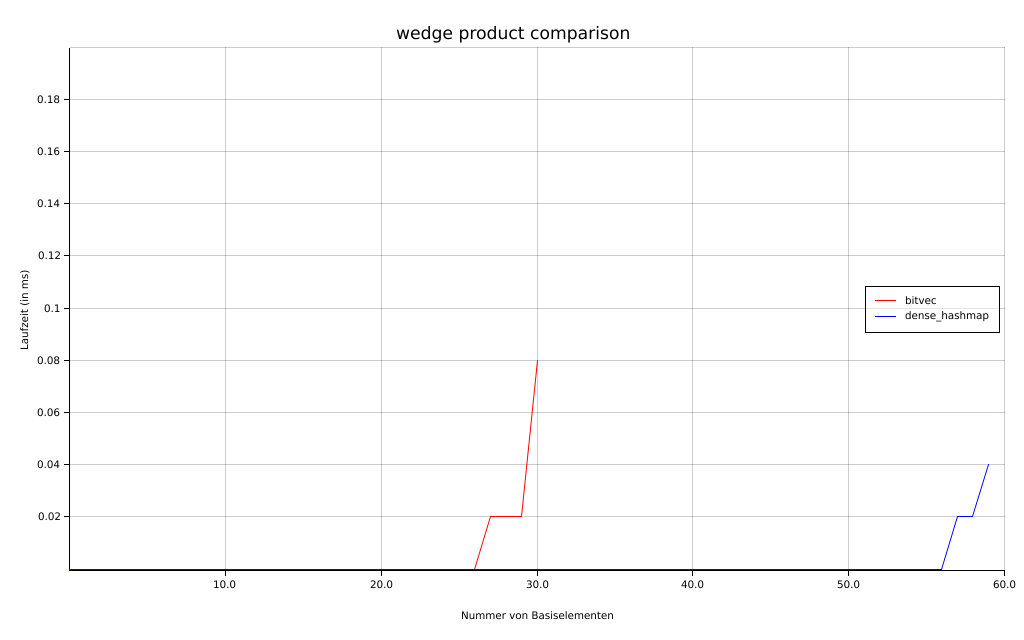 wedge product comparison
0.18
0.16
0.14
0.12
0.1
0.08
0.06
0.04
0.02
Laufzeit (in ms)
bitvec
dense_hashmap
10.0 20.0 30.0 40.0 50.0 60.0
Nummer von Basiselementen